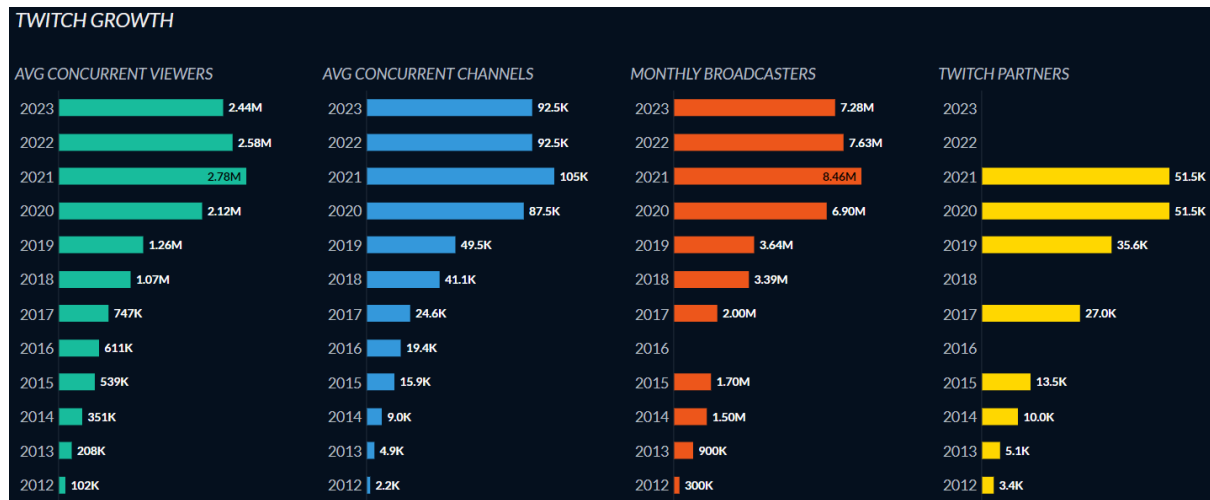 TWITCH GROWTH
AVG CONCURRENT VIEWERS
2023 2.44M
2022 2.58M
2021 2.78M
2020 2.12M
2019 1.26M
2018 1.07M
2017 747K
2016 611K
2015 539K
2014 351K
2013 208K
2012 102K
AVG CONCURRENT CHANNELS
2023 92.5K
2022 92.5K
2021 105K
2020 87.5K
2019 49.5K
2018 41.1K
2017 24.6K
2016 19.4K
2015 15.9K
2014 9.0K
2013 4.9K
2012 2.2K
MONTHLY BROADCASTERS
2023 7.28M
2022 7.63M
2021 8.46M
2020 6.90M
2019 3.64M
2018 3.39M
2017 2.00M
2016
2015 1.70M
2014 1.50M
2013 900K
2012 300K
TWITCH PARTNERS
2023
2022
2021 51.5K
2020 51.5K
2019 35.6K
2018
2017 27.0K
2016
2015 13.5K
2014 10.0K
2013 5.1K
2012 3.4K